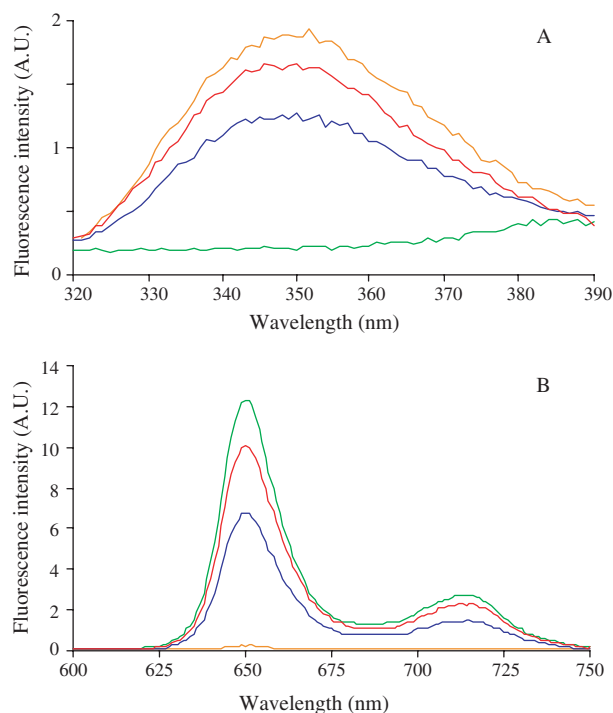 A
Fluorescence intensity (A.U.)
2
1
0
320 330 340 350 360 370 380 390
Wavelength (nm)
B
Fluorescence intensity (A.U.)
14
12
10
8
6
4
2
0
600 625 650 675 700 725 750
Wavelength (nm)